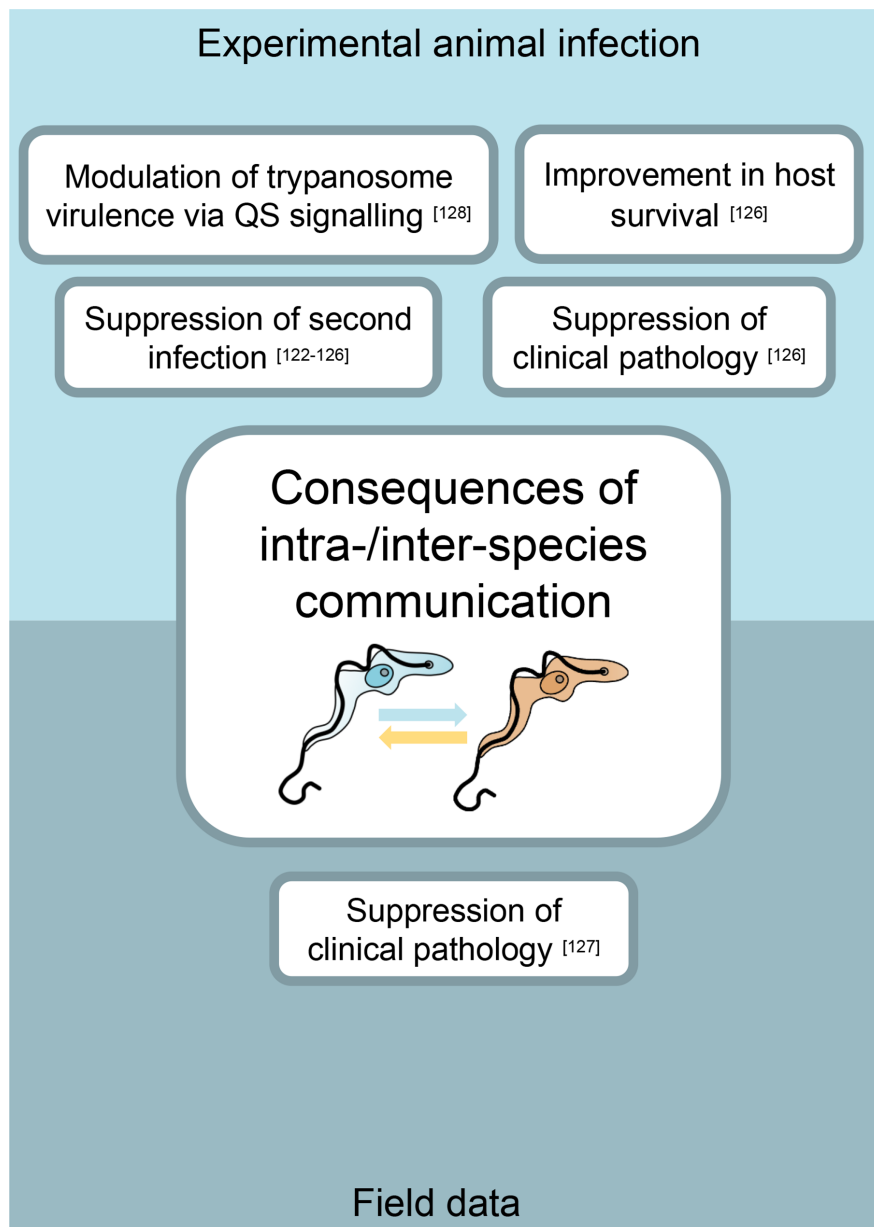 Experimental animal infection
Modulation of trypanosome
virulence via QS signalling [128]
Improvement in host
survival [126]
Suppression of second
infection [122-126]
Suppression of
clinical pathology [126]
Consequences of
intra-/inter-species
communication
Suppression of
clinical pathology [127]
Field data